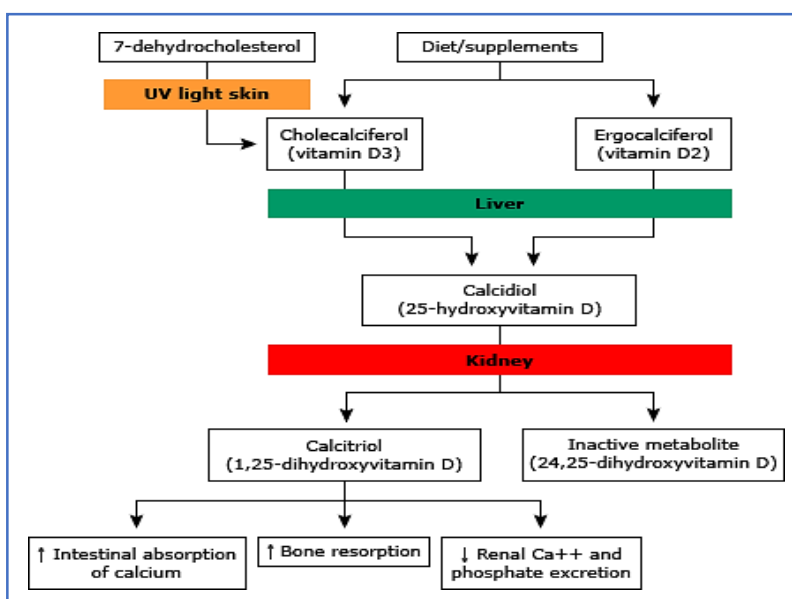 7-dehydrocholesterol
Diet/supplements
UV light skin
Cholecalciferol
(vitamin D3)
Ergocalciferol
(vitamin D2)
Liver
Calcidiol
(25-hydroxyvitamin D)
Kidney
Calcitriol
(1,25-dihydroxyvitamin D)
Inactive metabolite
(24,25-dihydroxyvitamin D)
↑ Intestinal absorption
of calcium
↑ Bone resorption
↓ Renal Ca++ and
phosphate excretion